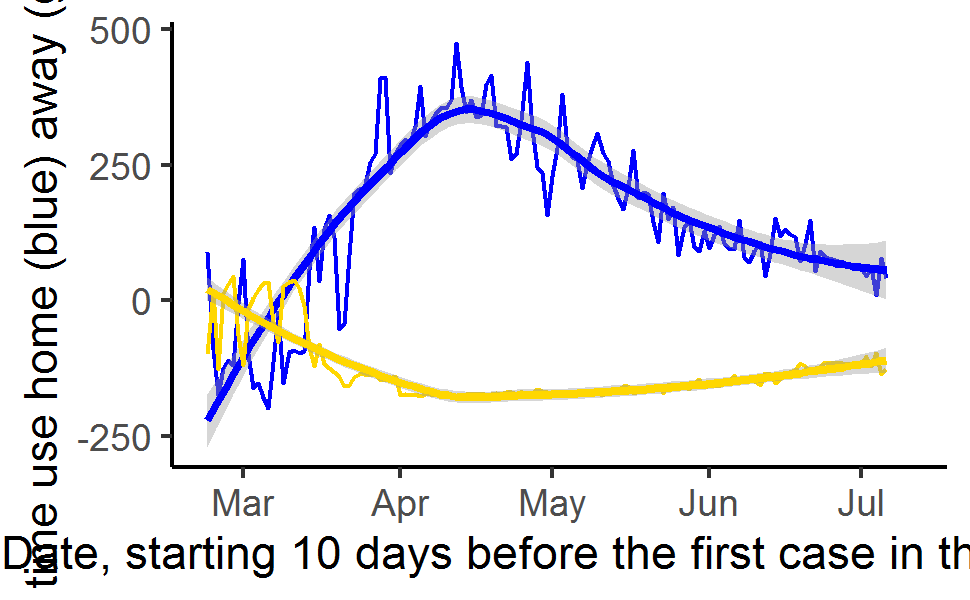 time use home (blue) away (
500
250
0
-250
Mar Apr May Jun Jul
Date, starting 10 days before the first case in th